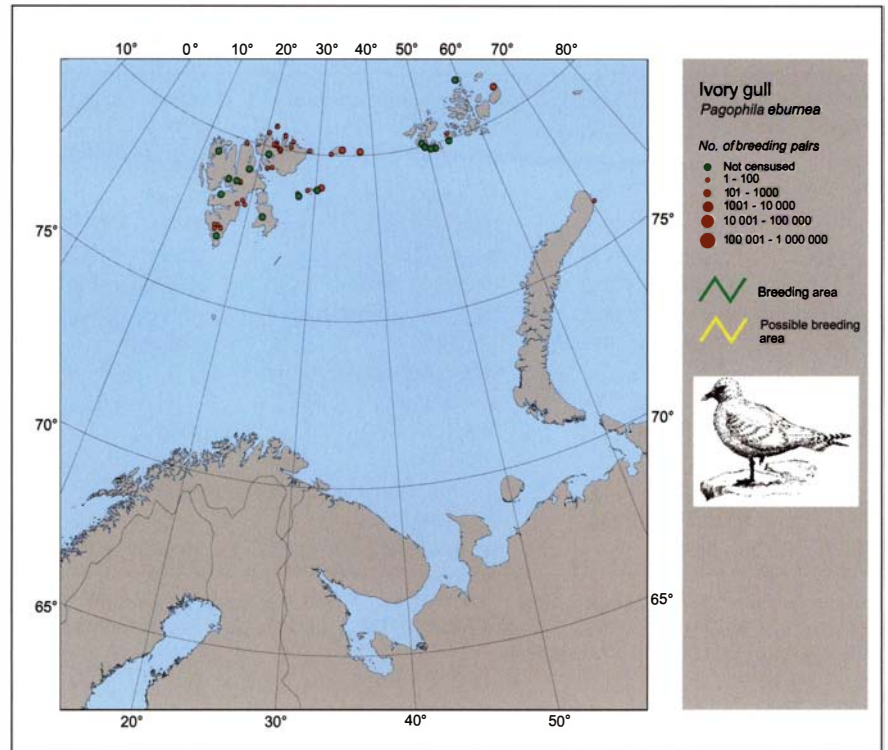 10° 0° 10° 20° 30° 40° 50° 60° 70° 80°
75°
70°
65°
75°
70°
65°
20° 30° 40° 50°
Ivory gull
Pagophila eburnea
No. of breeding pairs
Not censused
1 - 100
101 - 1000
1001 - 10 000
10 001 - 100 000
100 001 - 1 000 000
Breeding area
Possible breeding
area